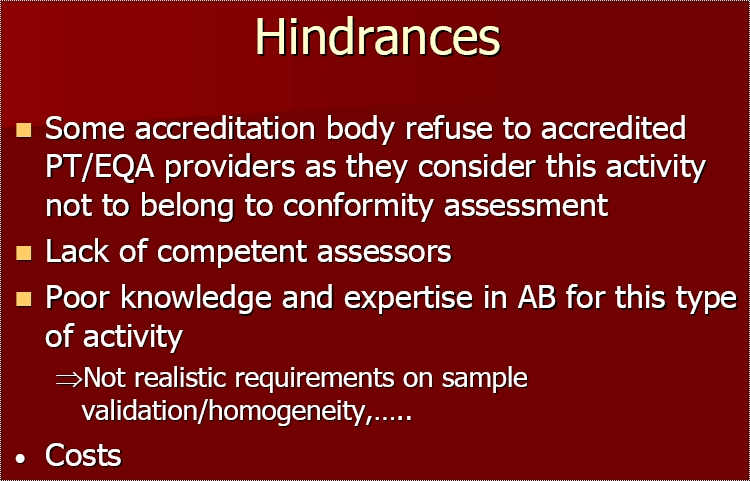 Hindrances
Some accreditation body refuse to accredited
PT/EQA providers as they consider this activity
not to belong to conformity assessment
Lack of competent assessors
Poor knowledge and expertise in AB for this type
of activity
⇒Not realistic requirements on sample
validation/homogeneity,…..
• Costs